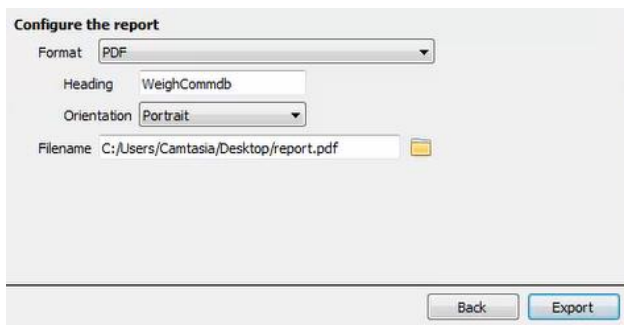 Configure the report
Format PDF
Heading WeighCommdb
Orientation Portrait
Filename C:/Users/Camtasia/Desktop/report.pdf
Back Export